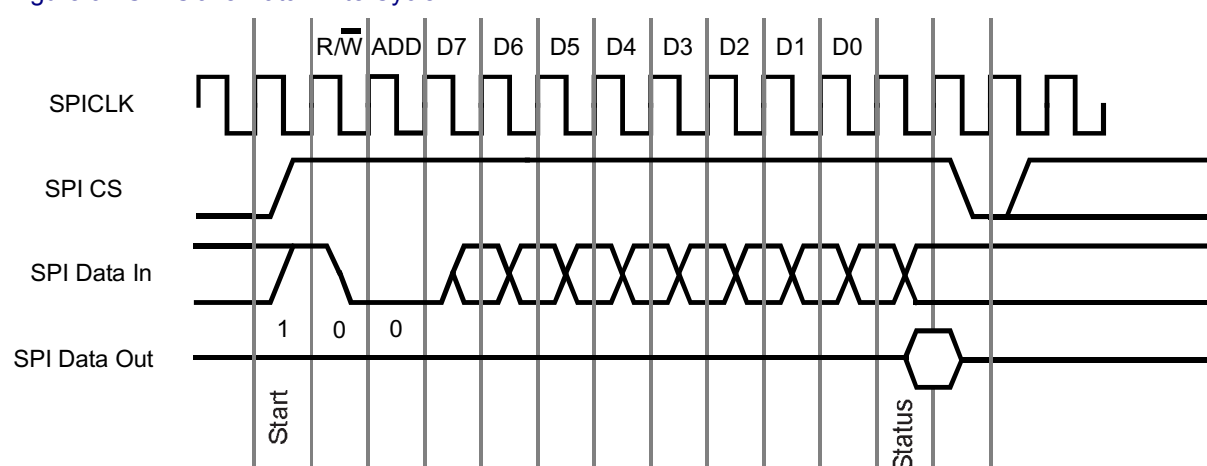 R/W ADD D7 D6 D5 D4 D3 D2 D1 D0
SPICLK
SPI CS
SPI Data In
1 0 0
SPI Data Out
Start
Status